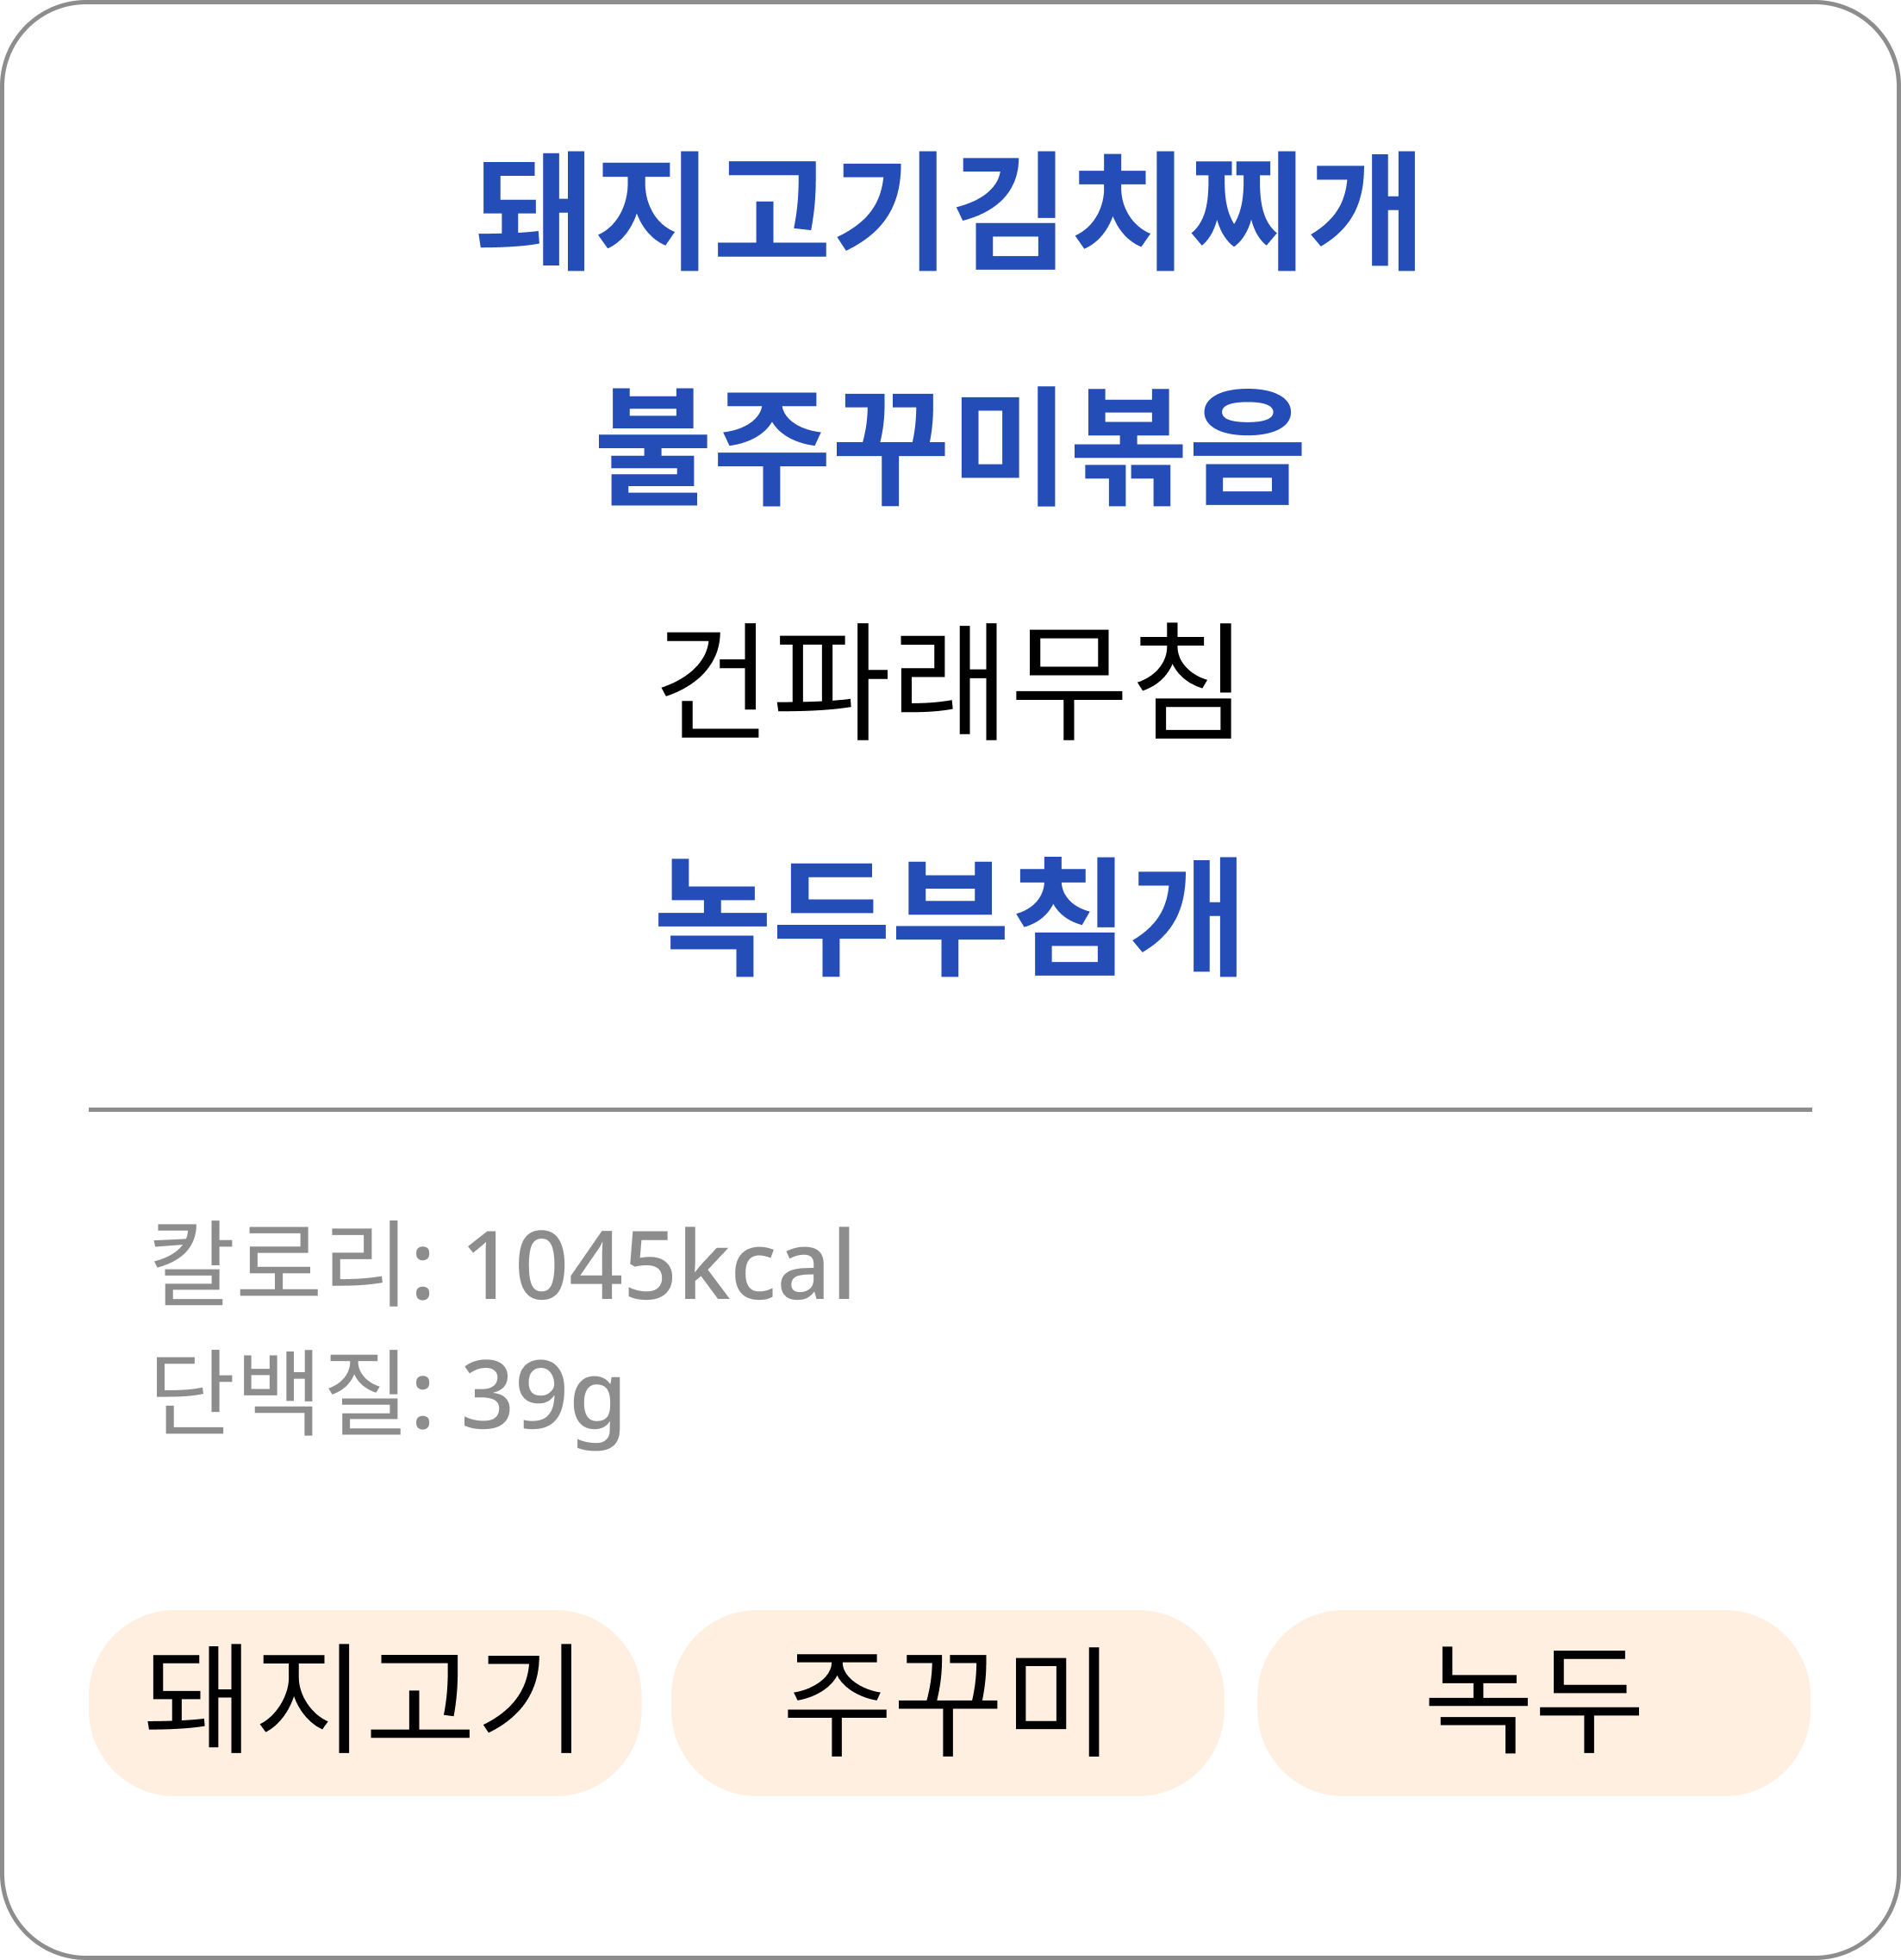 돼지고기김치찌개
불주꾸미볶음
건파래무침
녹두부침개
칼로리: 1045kcal
단백질: 39g
돼지고기 주꾸미 녹두